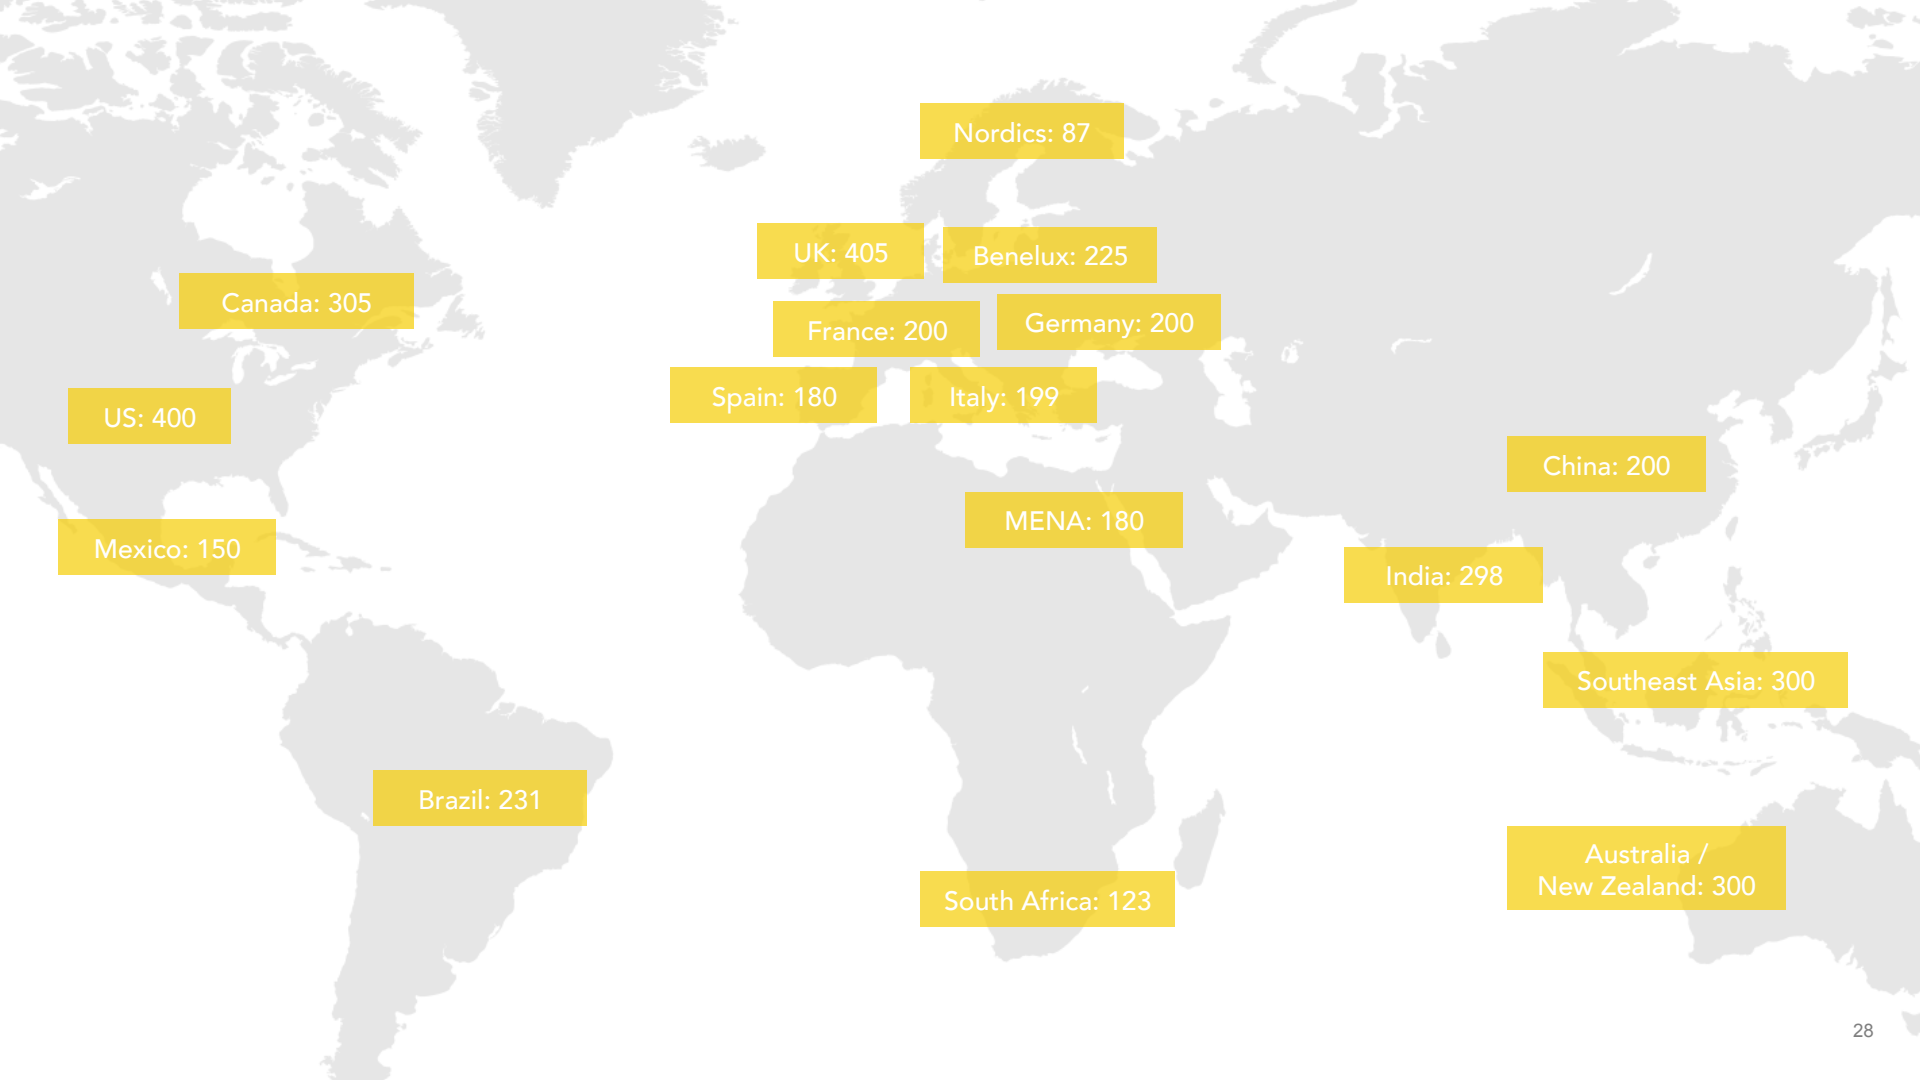 Nordics: 87
UK: 405
Benelux: 225
Canada: 305
France: 200
Germany: 200
US: 400
Spain: 180
Italy: 199
China: 200
MENA: 180
Mexico: 150
India: 298
Southeast Asia: 300
Brazil: 231
Australia /
New Zealand: 300
South Africa: 123
28